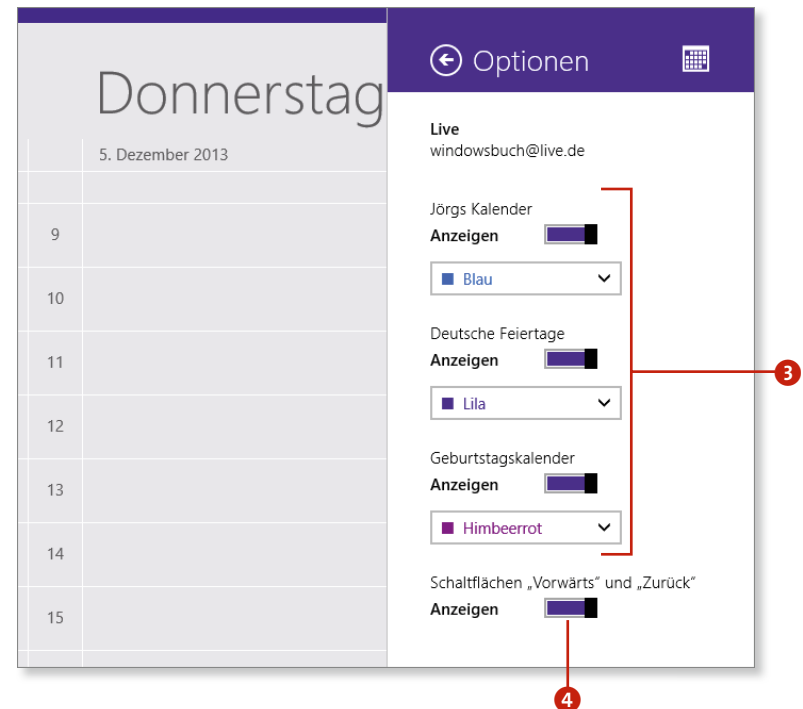 Donnerstag
5. Dezember 2013
9
10
11
12
13
14
15
Optionen
Live
windowsbuch@live.de
Jörgs Kalender
Anzeigen
Blau
Deutsche Feiertage
Anzeigen
Lila
Geburtstagskalender
Anzeigen
Himbeerrot
Schaltflächen „Vorwärts“ und „Zurück“
Anzeigen
3
4